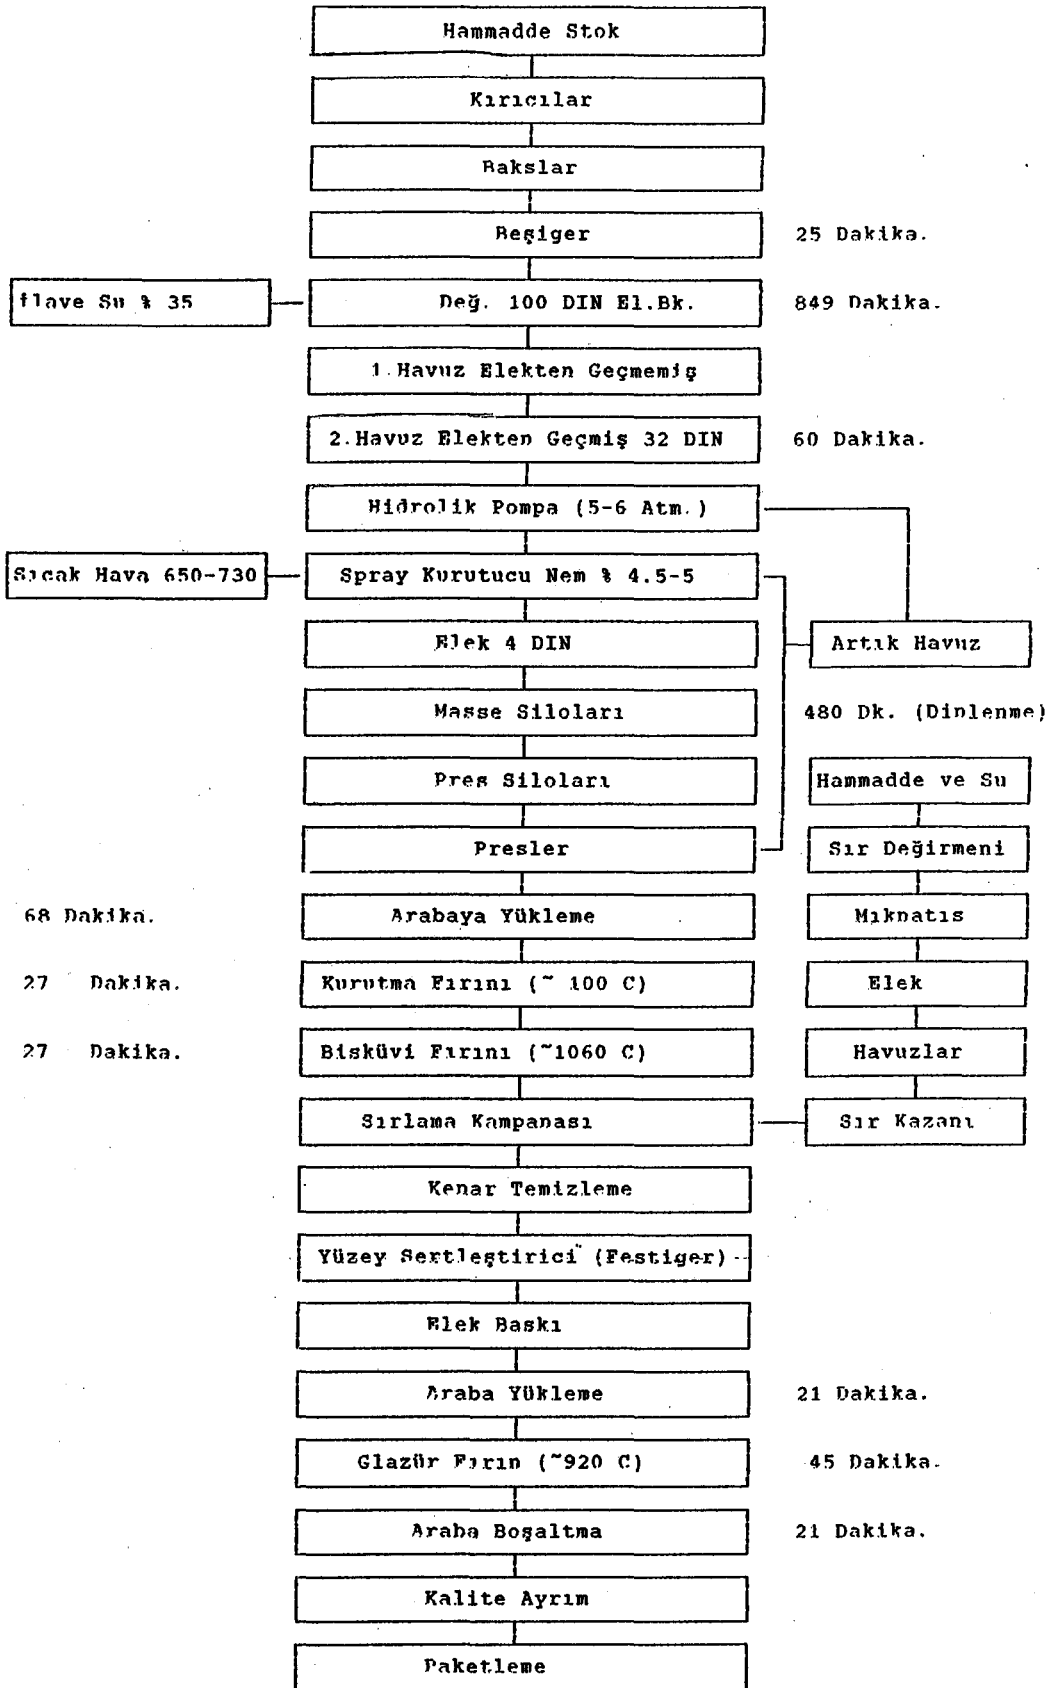 Hammadde Stok
Kırıcılar
Bakslar
Beşiger 25 Dakika.
İlave Su % 35 Değ. 100 DIN El.Bk. 849 Dakika.
1.Havuz Elekten Geçmemiş
2.Havuz Elekten Geçmiş 32 DIN 60 Dakika.
Hidrolik Pompa (5-6 Atm.)
Sıcak Hava 650-730 Spray Kurutucu Nem % 4.5-5
Elek 4 DIN Artık Havuz
Masse Siloları 480 Dk. (Dinlenme)
Pres Siloları Hammadde ve Su
Presler Sır Değirmeni
68 Dakika. Arabaya Yükleme Mıknatıs
27 Dakika. Kurutma Fırını (~ 100 C) Elek
27 Dakika. Bisküvi Fırını (~1060 C) Havuzlar
Sırlama Kampanası Sır Kazanı
Kenar Temizleme
Yüzey Sertleştirici (Festiger)
Elek Baskı
Araba Yükleme 21 Dakika.
Glazür Fırın (~920 C) 45 Dakika.
Araba Boşaltma 21 Dakika.
Kalite Ayrım
Paketleme